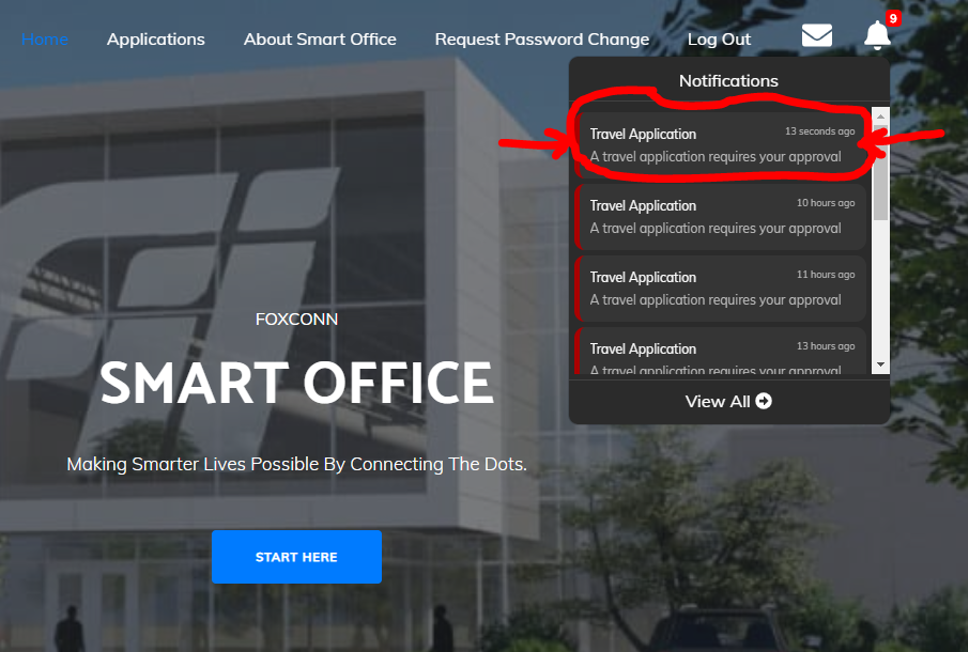 Home Applications About Smart Office Request Password Change Log Out
9
Notifications
Travel Application 13 seconds ago
A travel application requires your approval
Travel Application 10 hours ago
A travel application requires your approval
Travel Application 11 hours ago
A travel application requires your approval
Travel Application 13 hours ago
A travel application requires your approval
View All
FOXCONN
SMART OFFICE
Making Smarter Lives Possible By Connecting The Dots.
START HERE